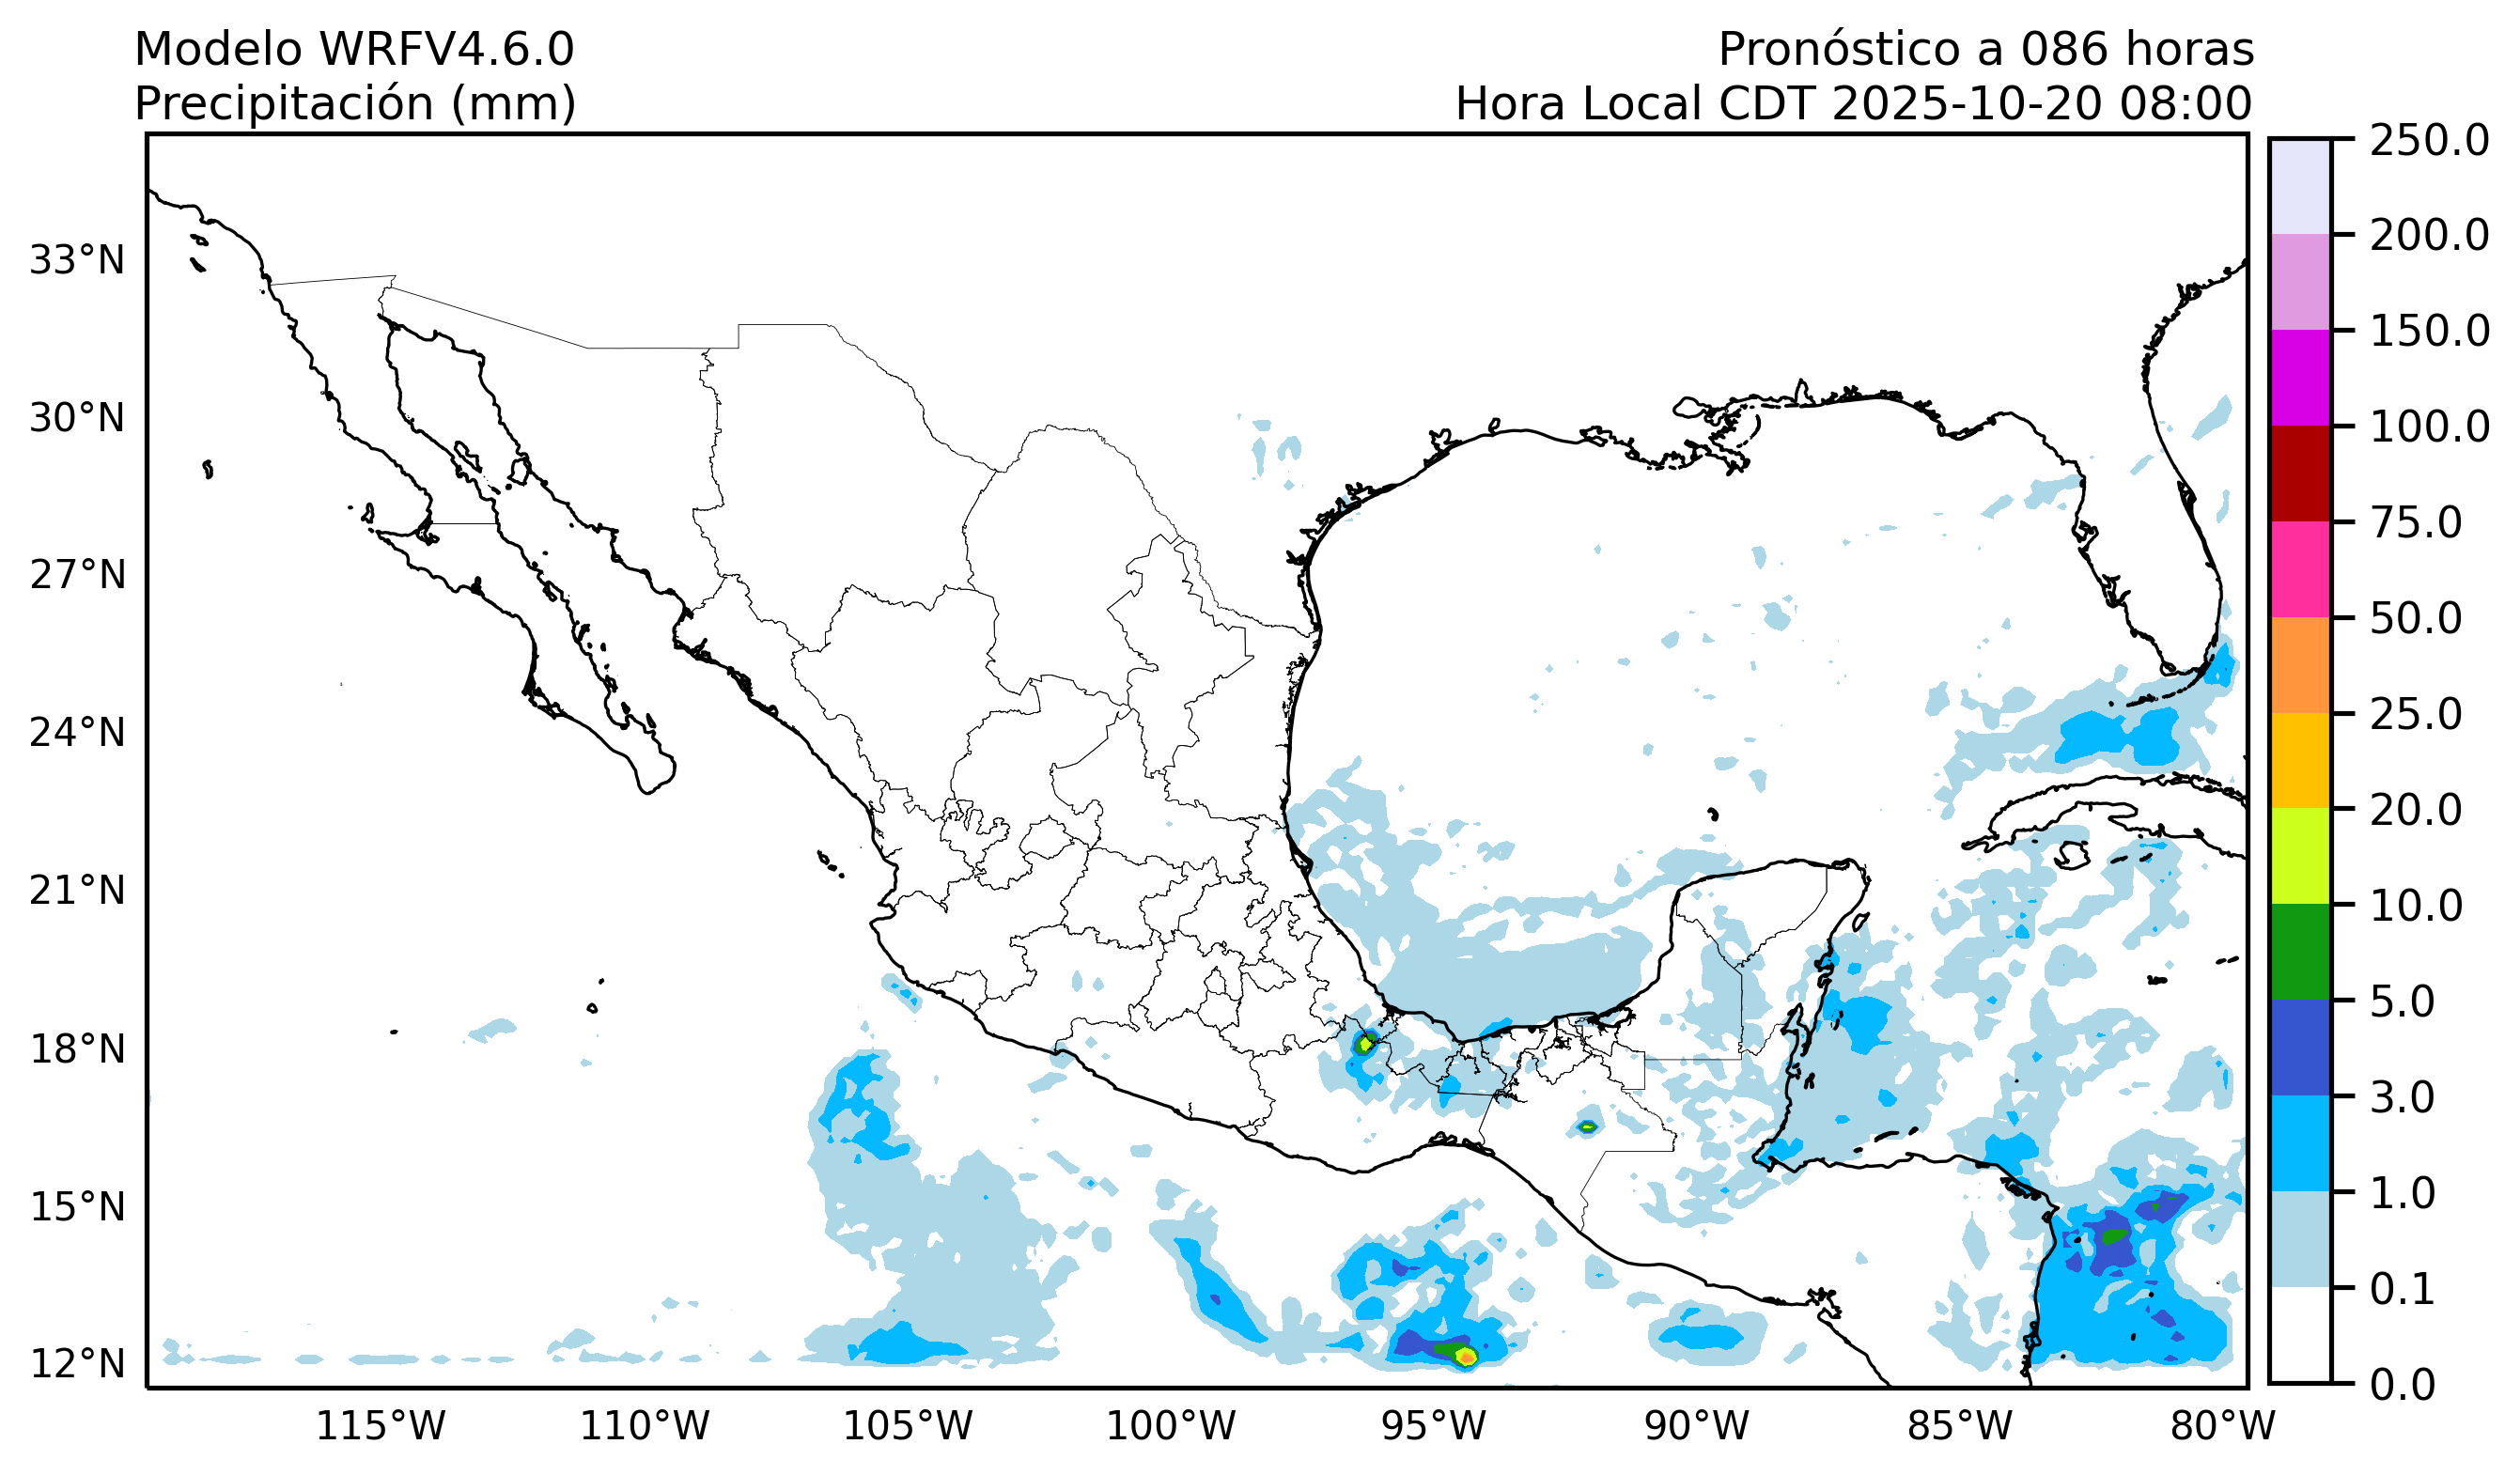 Modelo WRFV4.6.0
Precipitación (mm)
Pronóstico a 086 horas
Hora Local CDT 2025-10-20 08:00
33°N
30°N
27°N
24°N
21°N
18°N
15°N
12°N
115°W
110°W
105°W
100°W
95°W
90°W
85°W
80°W
250.0
200.0
150.0
100.0
75.0
50.0
25.0
20.0
10.0
5.0
3.0
1.0
0.1
0.0